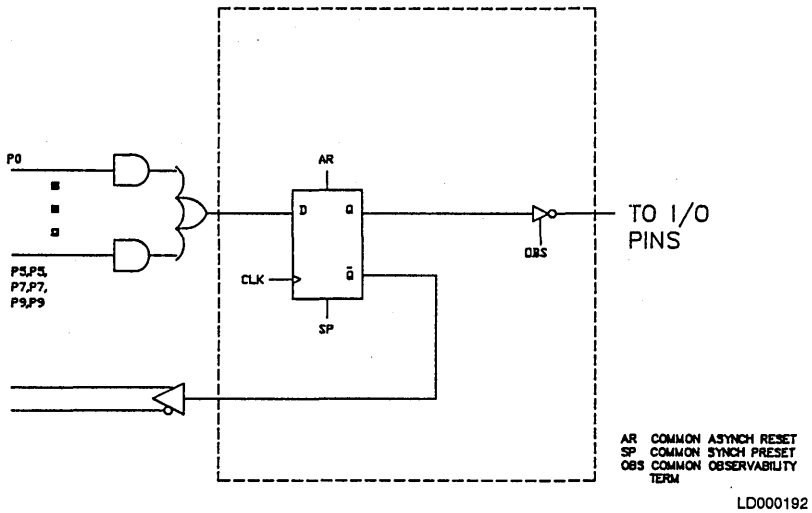 P0
P5,P5,
P7,P7,
P9,P9
AR
D
Q
CLK
Q̅
SP
OBS
TO I/O
PINS
AR COMMON ASYNCH RESET
SP COMMON SYNCH PRESET
OBS COMMON OBSERVABILITY
TERM
LD000192